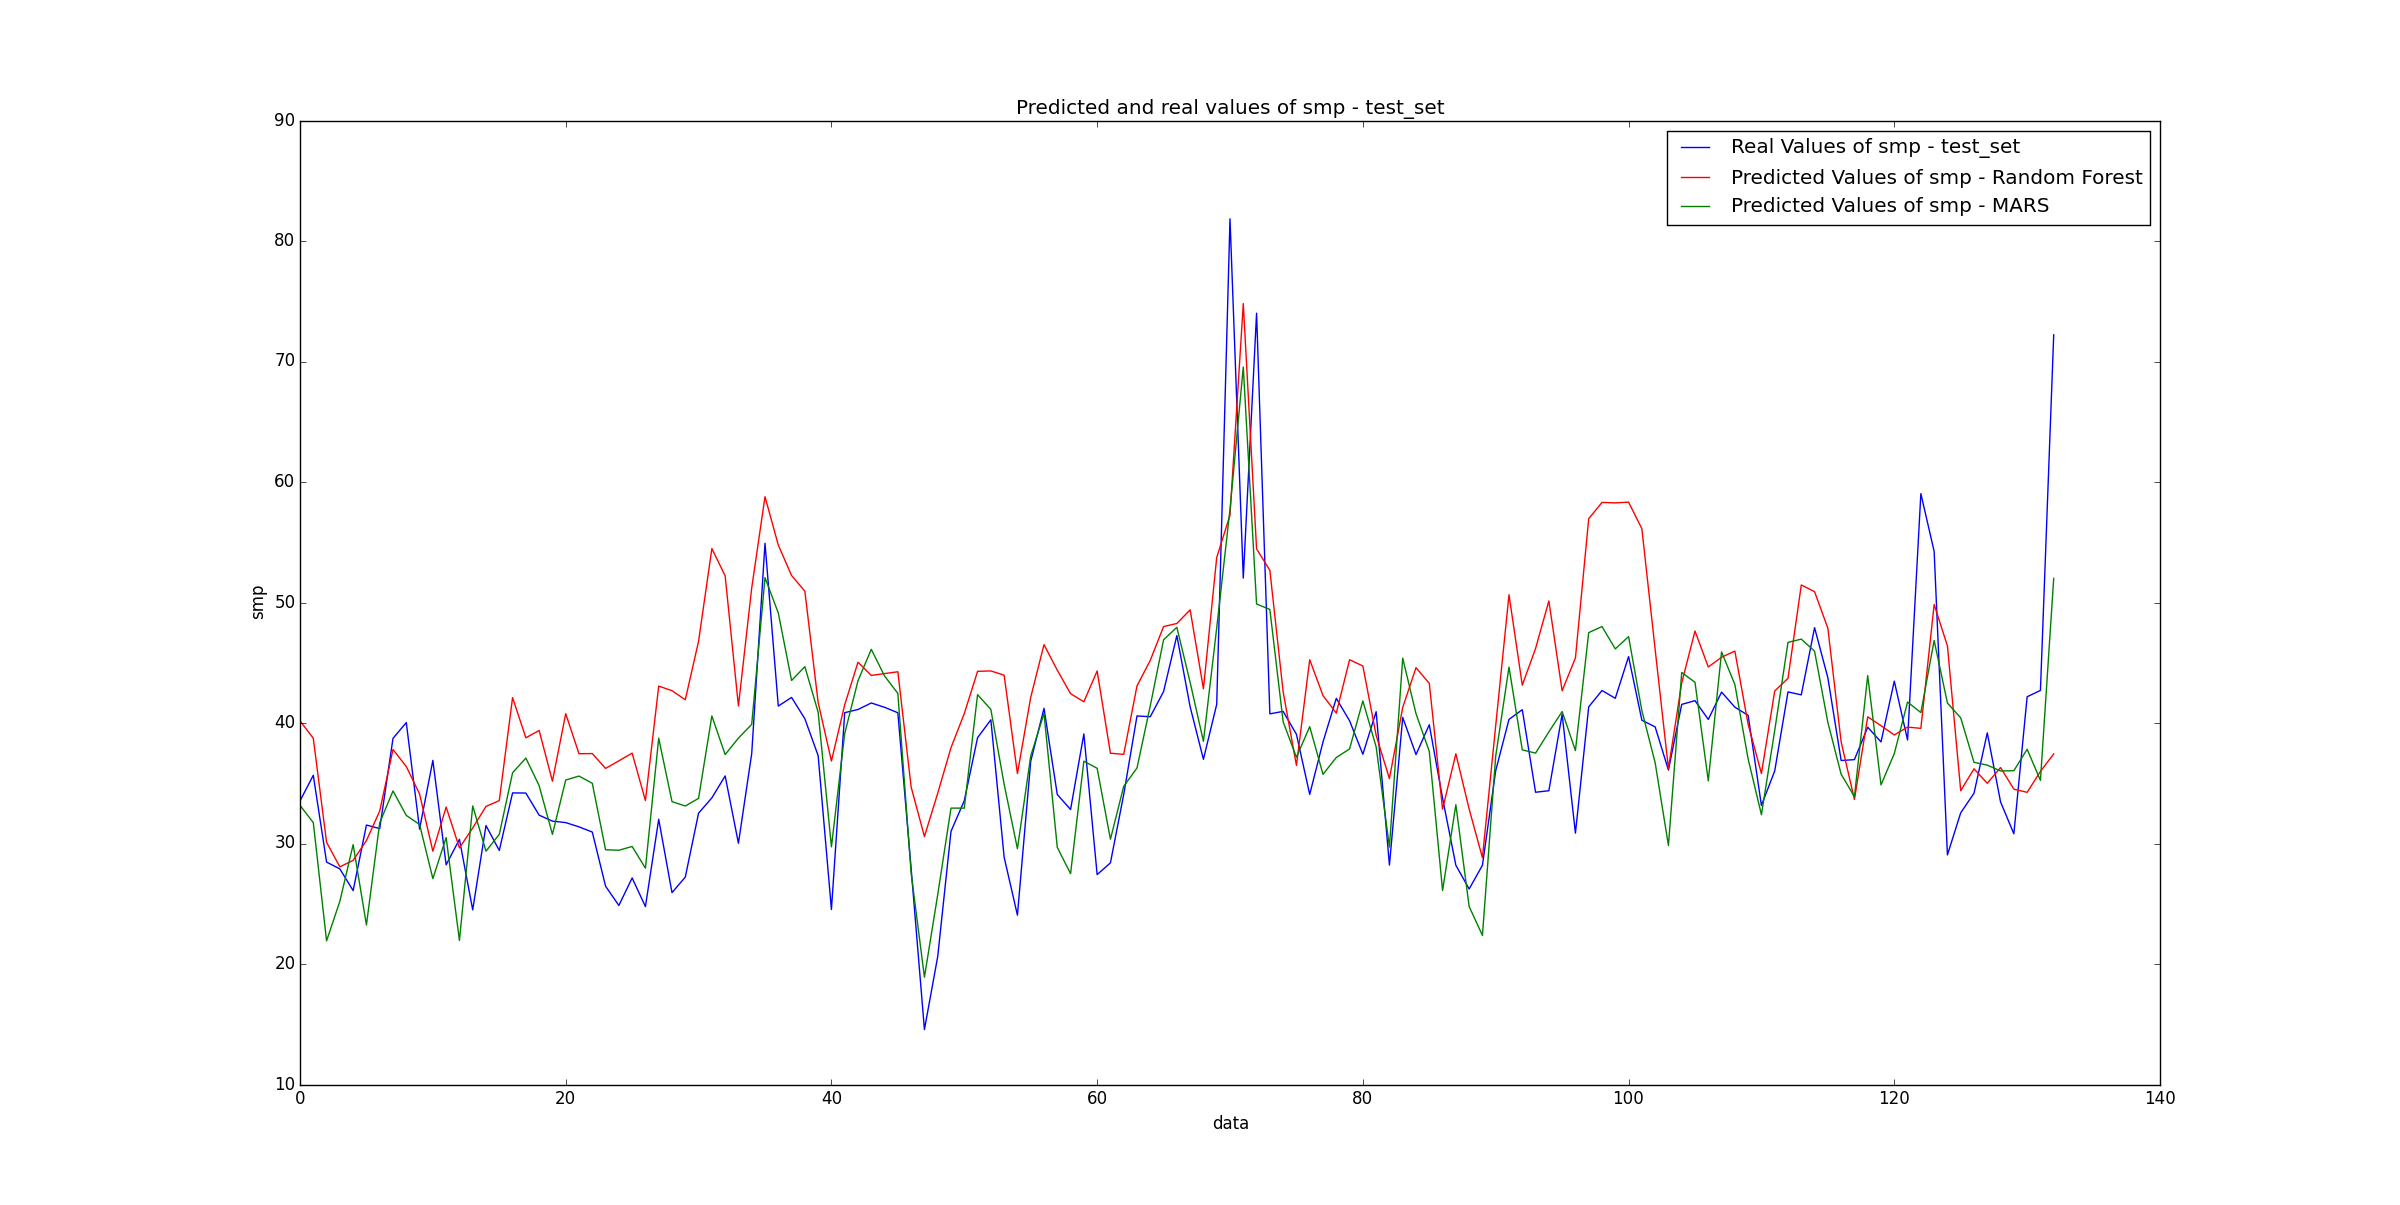 Predicted and real values of smp - test_set
90
80
70
60
50
40
30
20
10
smp
Real Values of smp - test_set
Predicted Values of smp - Random Forest
Predicted Values of smp - MARS
0 20 40 60 80 100 120 140
data